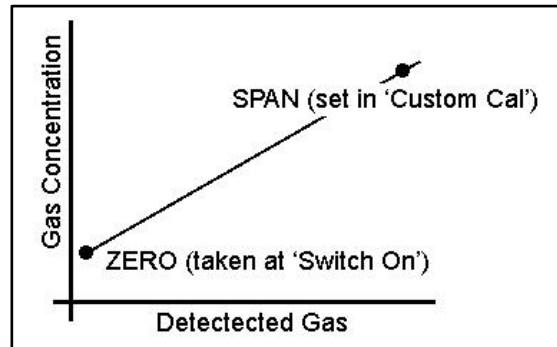 Gas Concentration
SPAN (set in ‘Custom Cal’)
ZERO (taken at ‘Switch On’)
Detectected Gas